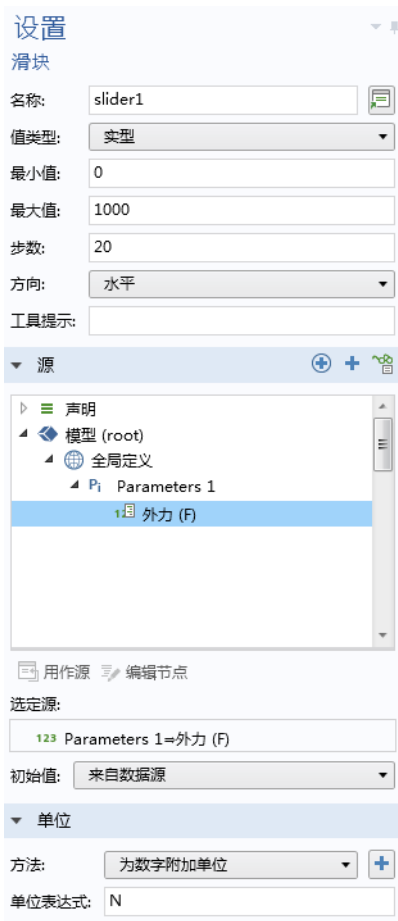 设置
滑块
名称: slider1
值类型: 实型
最小值: 0
最大值: 1000
步数: 20
方向: 水平
工具提示:
源
声明
模型 (root)
全局定义
Pi Parameters 1
外力 (F)
用作源 编辑节点
选定源:
123 Parameters 1⇒外力 (F)
初始值: 来自数据源
单位
方法: 为数字附加单位
单位表达式: N